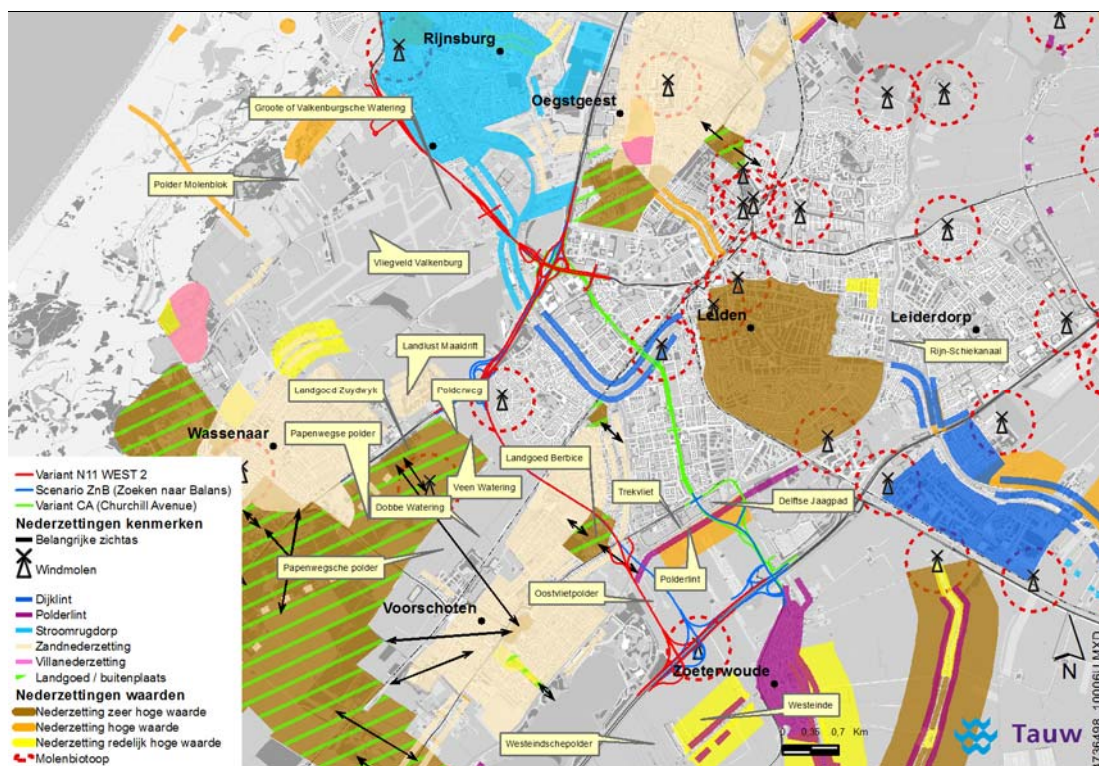 Rijnsburg
Groote of Valkenburgsche Watering
Oegstgeest
Polder Molenblok
Vliegveld Valkenburg
Leiden
Leiderdorp
Rijn-Schiekanaal
Landlust Maaldrift
Landgoed Zuydwyk
Polderweg
Papenwegse polder
Wassenaar
Landgoed Berbice
Veen Watering
Trekvliet
Delftse Jaagpad
Dobbe Watering
Papenwegsche polder
Polderlint
Oostvlietpolder
Voorschoten
Zoeterwoude
Westeinde
Westeindschepolder
Variant N11 WEST 2
Scenario ZnB (Zoeken naar Balans)
Variant CA (Churchill Avenue)
Nederzettingen kenmerken
Belangrijke zichtas
Windmolen
Dijklint
Polderlint
Stroomrugdorp
Zandnederzetting
Villanederzetting
Landgoed / buitenplaats
Nederzettingen waarden
Nederzetting zeer hoge waarde
Nederzetting hoge waarde
Nederzetting redelijk hoge waarde
Molenbiotoop
0 0,35 0,7 Km
N
Tauw